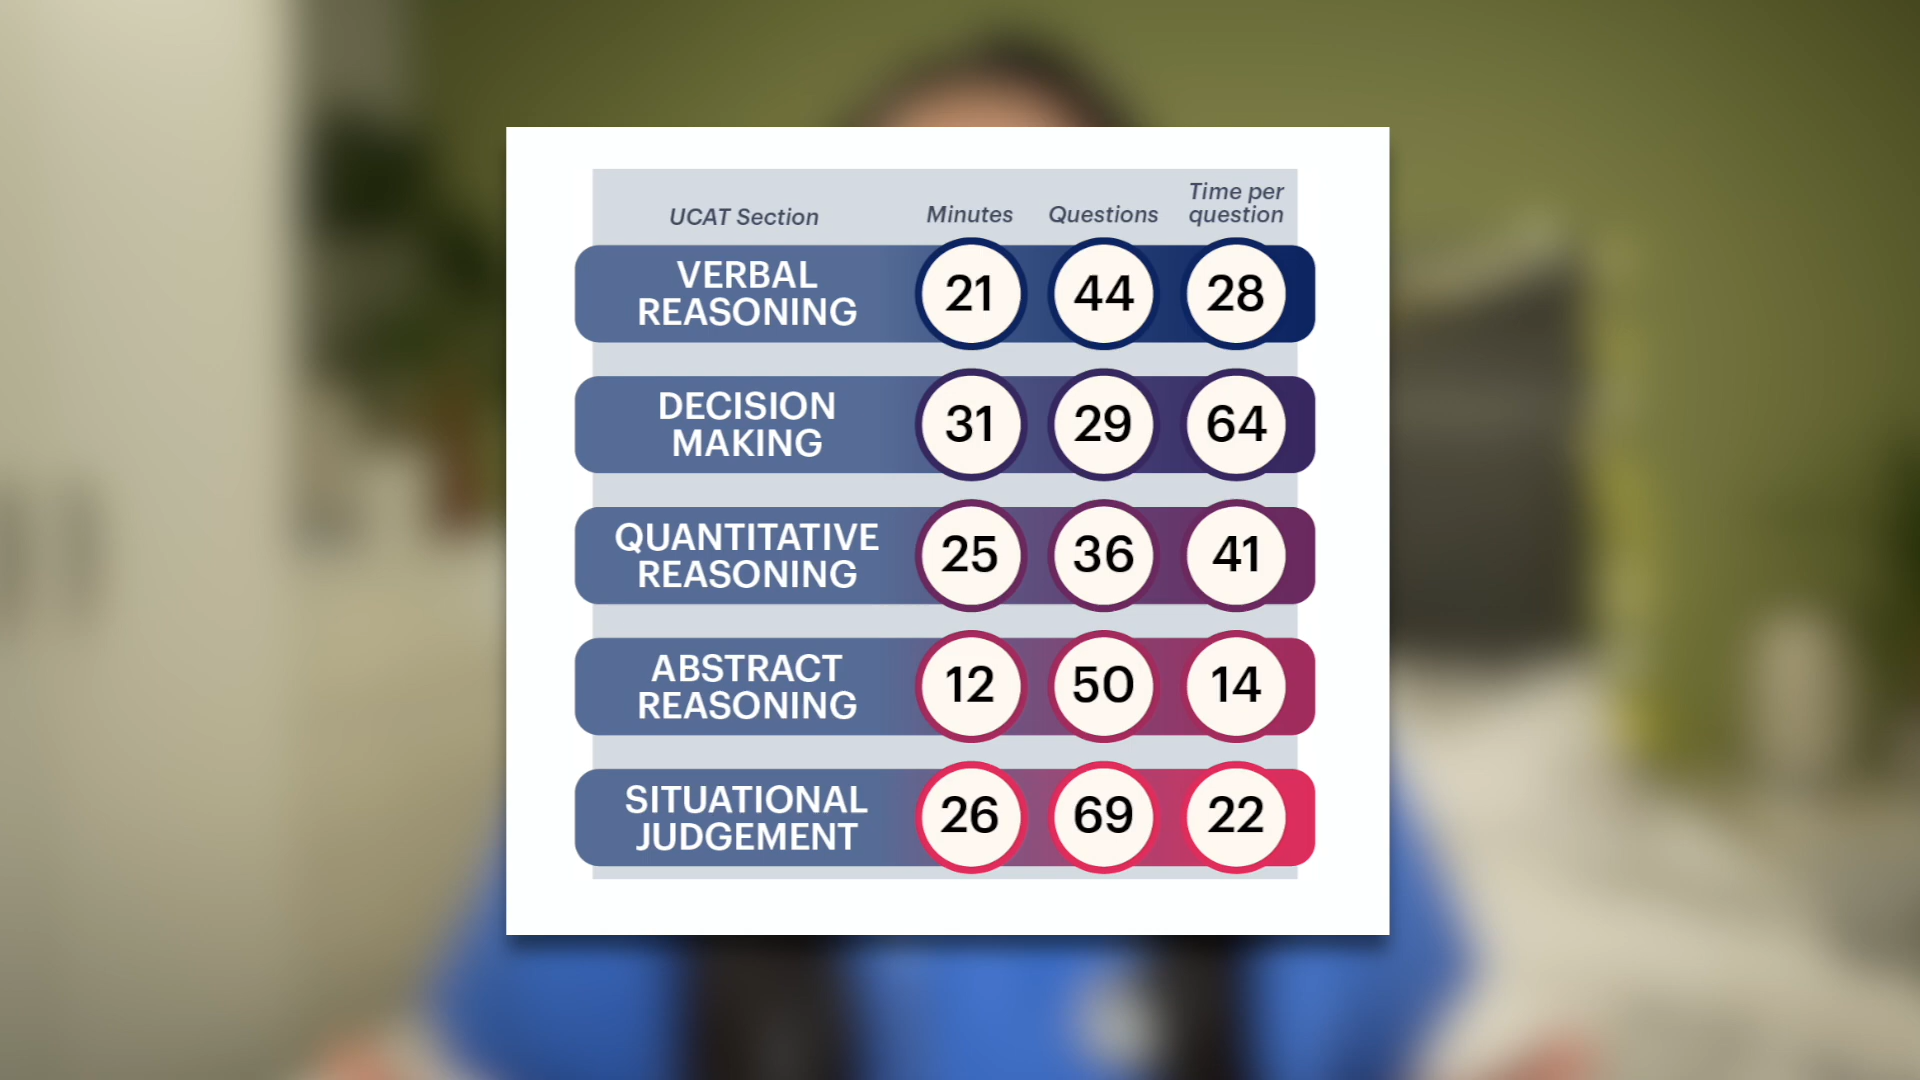 UCAT Section Minutes Questions Time per question
VERBAL REASONING 21 44 28
DECISION MAKING 31 29 64
QUANTITATIVE REASONING 25 36 41
ABSTRACT REASONING 12 50 14
SITUATIONAL JUDGEMENT 26 69 22